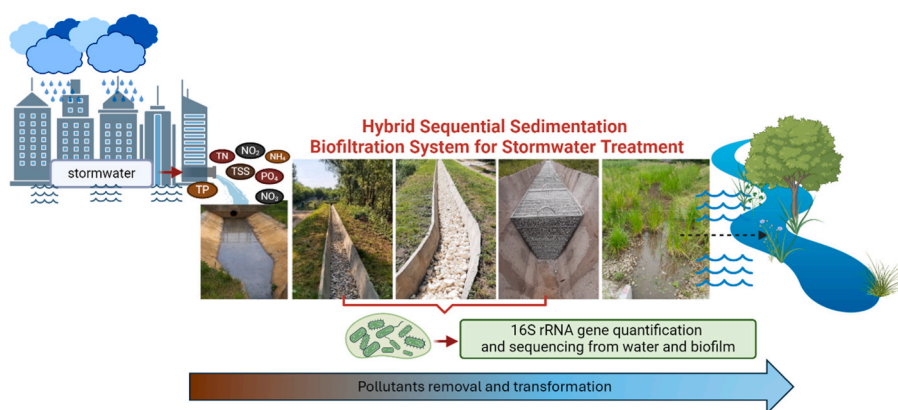 Hybrid Sequential Sedimentation
Biofiltration System for Stormwater Treatment
stormwater
TN
NO₂
NH₄
TSS
PO₄
TP
NO₃
16S rRNA gene quantification
and sequencing from water and biofilm
Pollutants removal and transformation